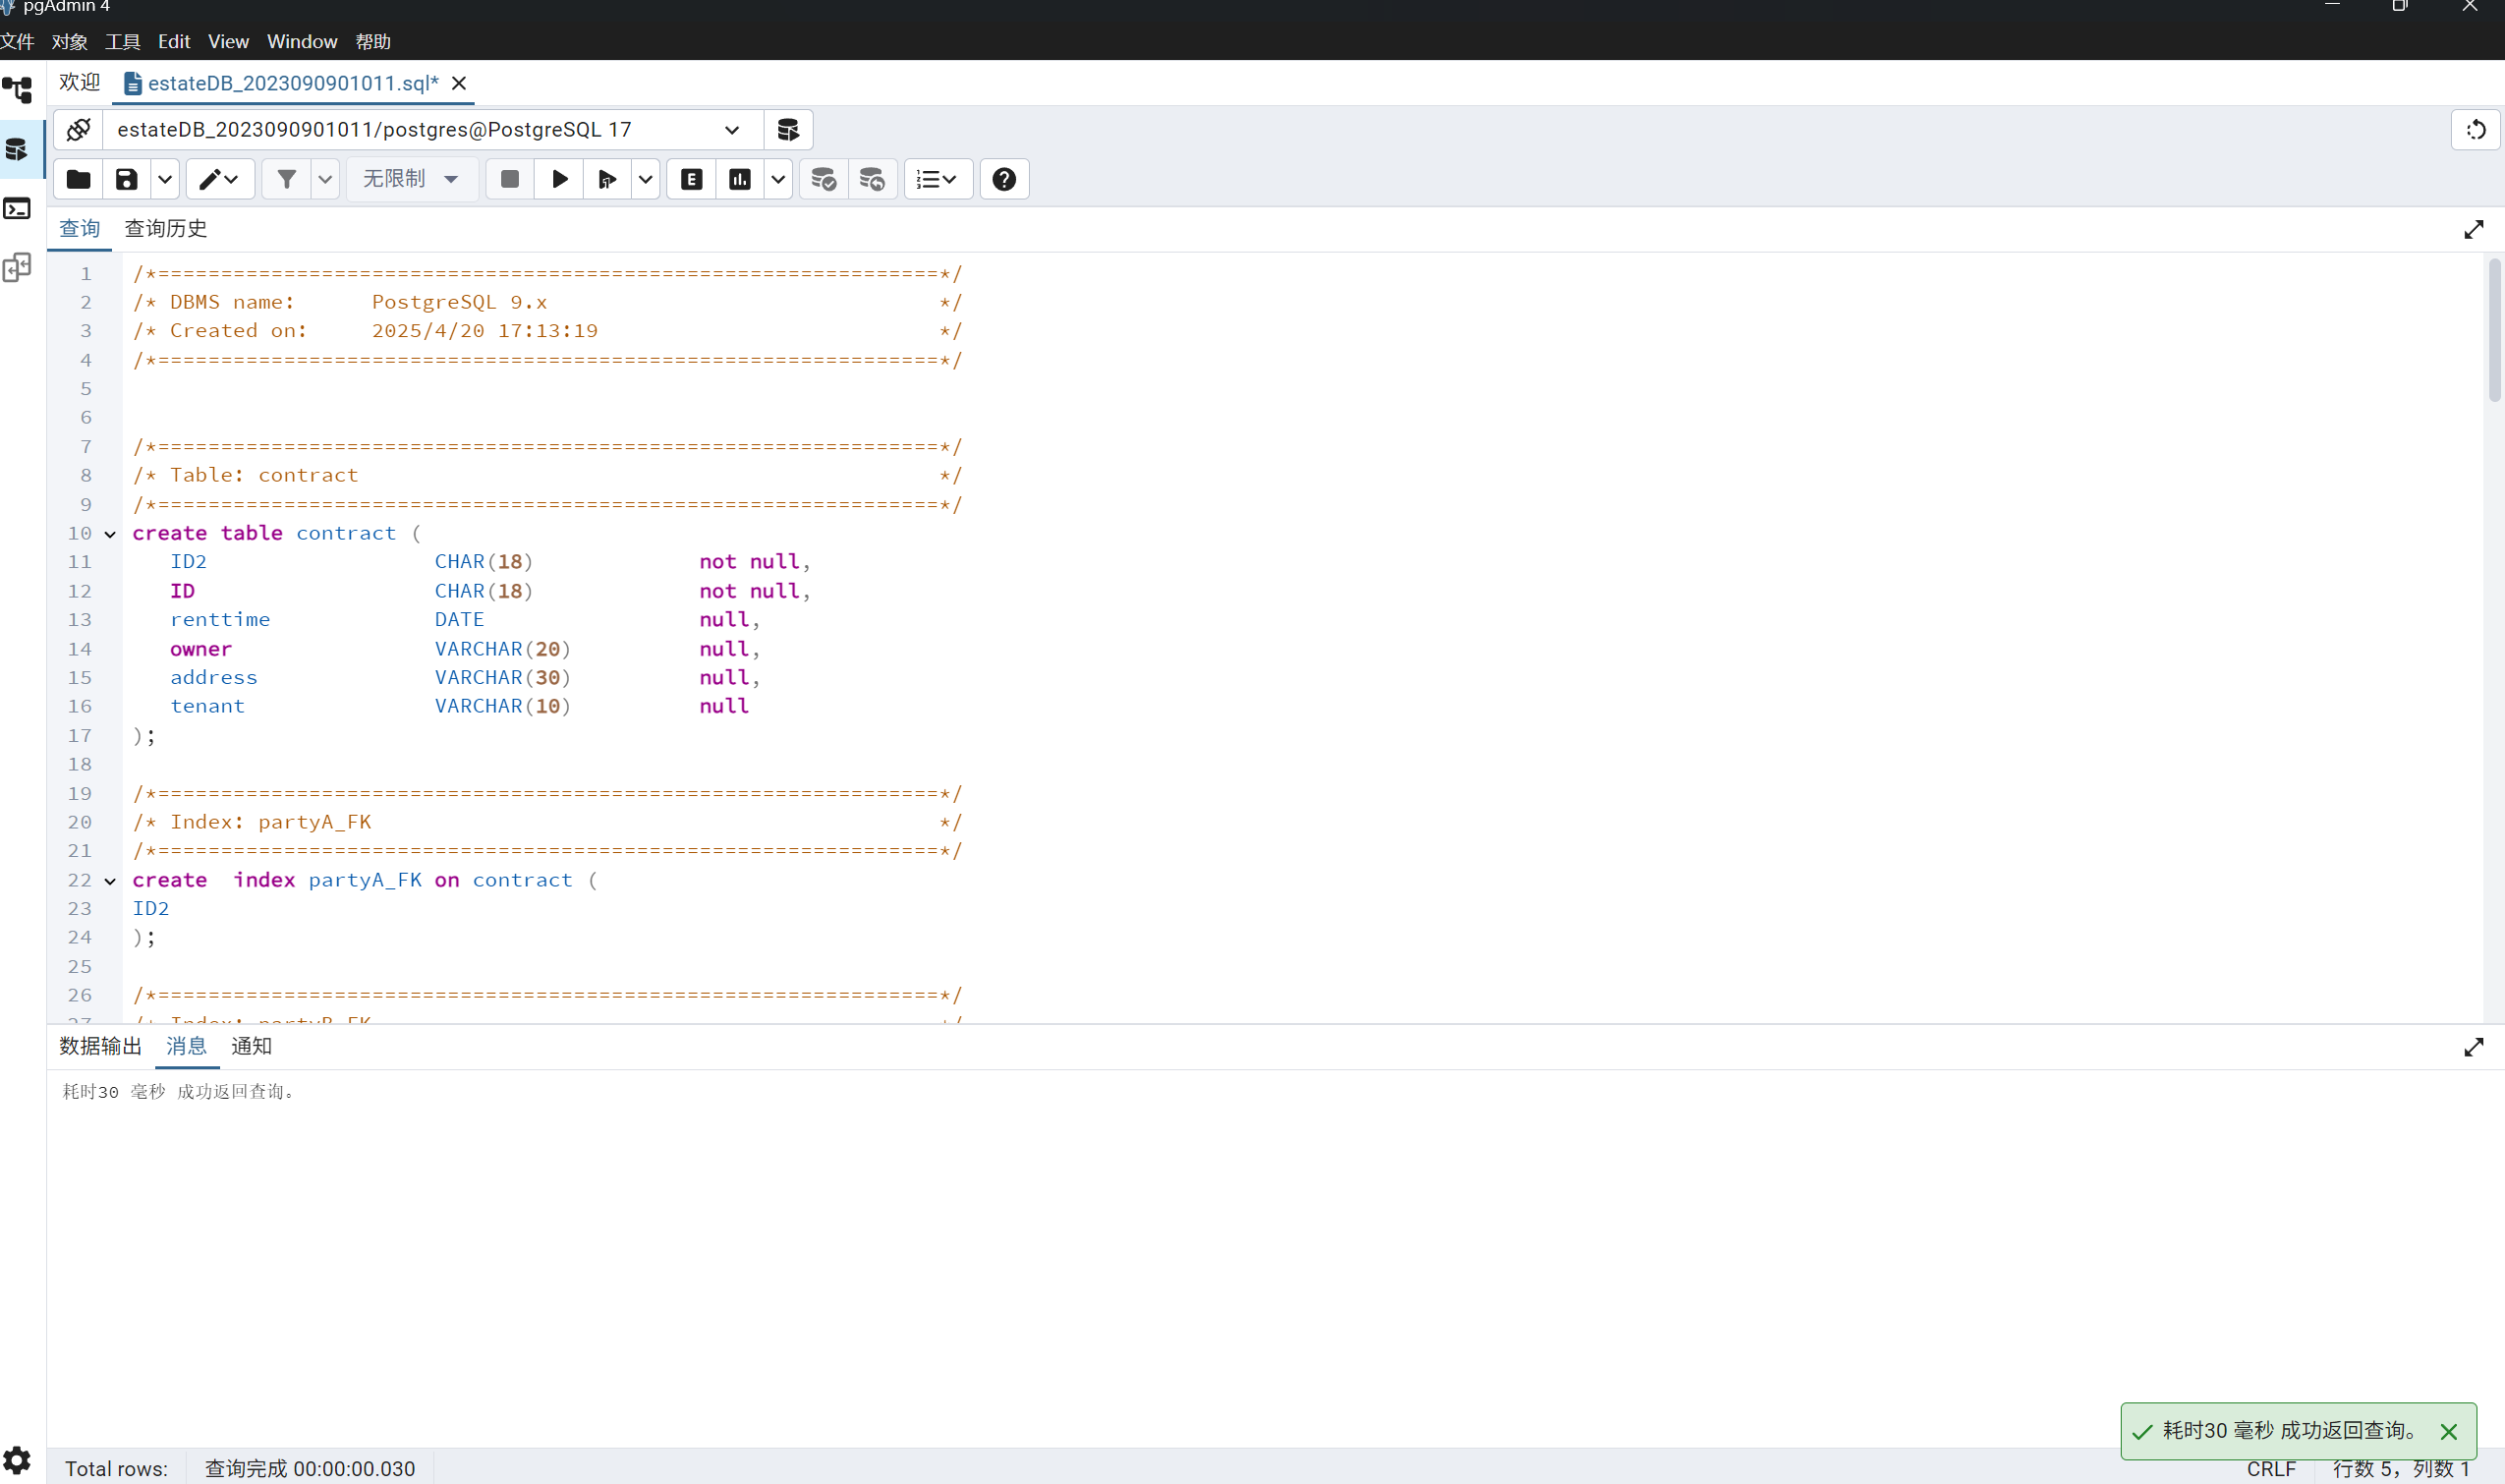 pgAdmin 4
文件 对象 工具 Edit View Window 帮助
欢迎 estateDB_2023090901011.sql*
estateDB_2023090901011/postgres@PostgreSQL 17
无限制
查询 查询历史
1 /*==============================================================*/
2 /* DBMS name:      PostgreSQL 9.x                               */
3 /* Created on:     2025/4/20 17:13:19                           */
4 /*==============================================================*/
5
6
7 /*==============================================================*/
8 /* Table: contract                                              */
9 /*==============================================================*/
10 create table contract (
11    ID2                  CHAR(18)             not null,
12    ID                   CHAR(18)             not null,
13    renttime             DATE                 null,
14    owner                VARCHAR(20)          null,
15    address              VARCHAR(30)          null,
16    tenant               VARCHAR(10)          null
17 );
18
19 /*==============================================================*/
20 /* Index: partyA_FK                                             */
21 /*==============================================================*/
22 create  index partyA_FK on contract (
23 ID2
24 );
25
26 /*==============================================================*/
27 /* Index: partyB_FK                                             */
数据输出 消息 通知
耗时30 毫秒 成功返回查询。
耗时30 毫秒 成功返回查询。
Total rows: 查询完成 00:00:00.030 CRLF 行数 5，列数 1